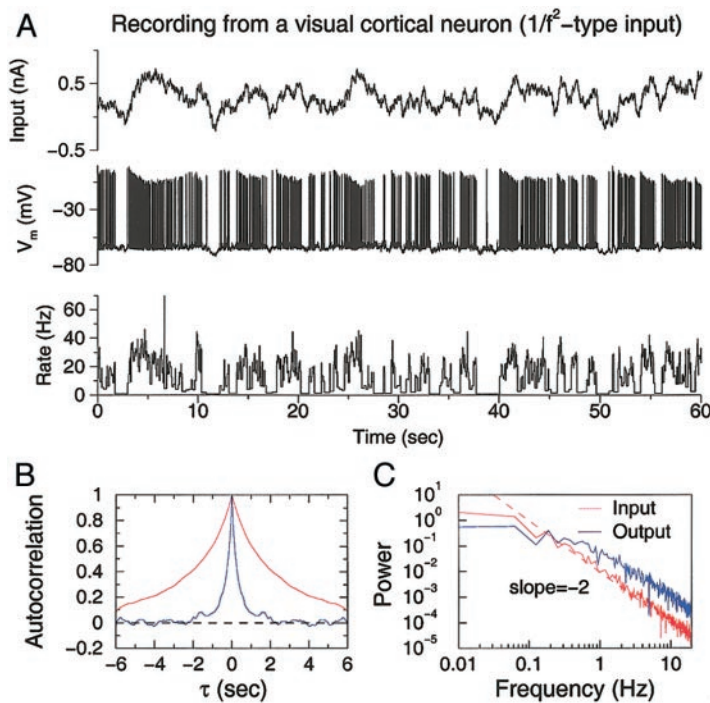 A
Recording from a visual cortical neuron (1/f²-type input)
Input (nA)
0.5
−0.5
Vm (mV)
−30
−80
Rate (Hz)
60
40
20
0
0 10 20 30 40 50 60
Time (sec)
B
Autocorrelation
1
0.8
0.6
0.4
0.2
0
−0.2
−6 −4 −2 0 2 4 6
τ (sec)
C
Power
10¹
10⁰
10⁻¹
10⁻²
10⁻³
10⁻⁴
10⁻⁵
Input
Output
slope=−2
0.01 0.1 1 10
Frequency (Hz)